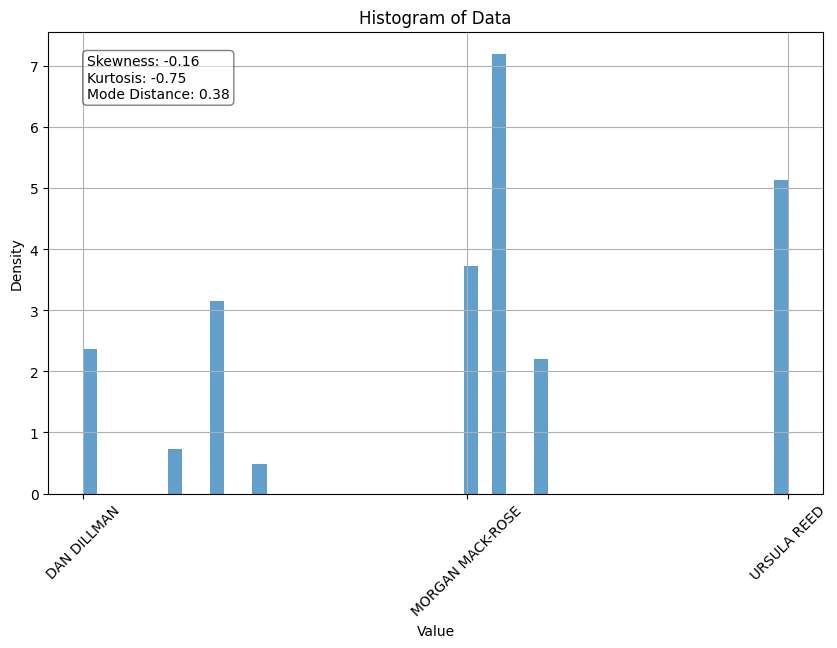 Histogram of Data
Skewness: -0.16
Kurtosis: -0.75
Mode Distance: 0.38
Density
7
6
5
4
3
2
1
0
DAN DILLMAN
MORGAN MACK-ROSE
URSULA REED
Value